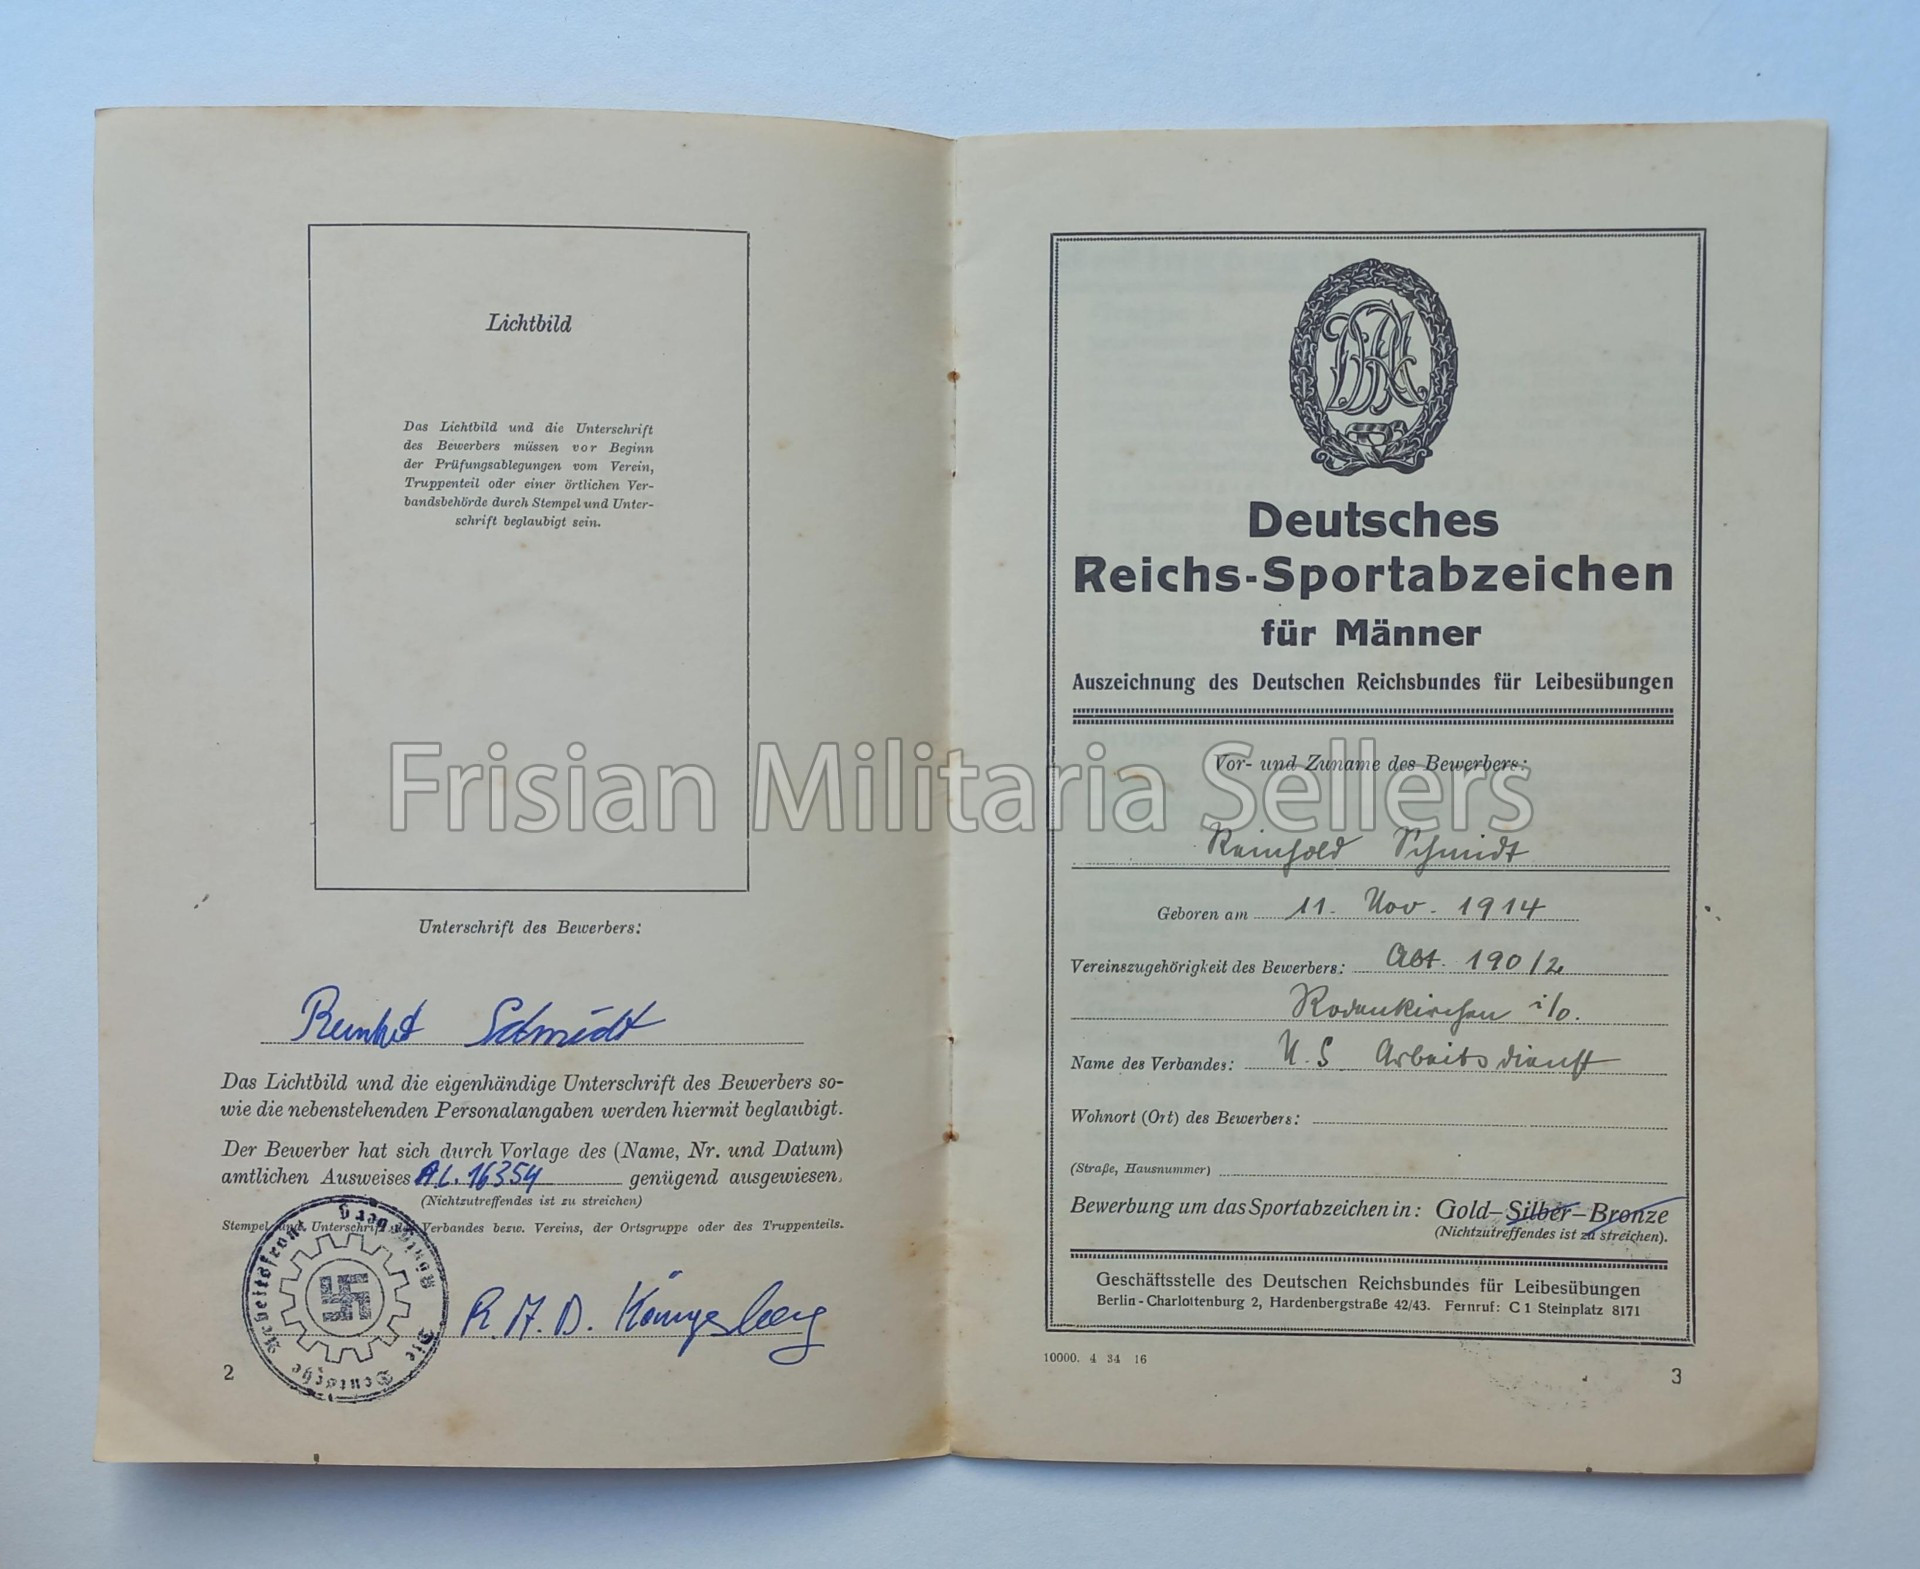 Lichtbild
Das Lichtbild und die Unterschrift
des Bewerbers müssen vor Beginn
der Prüfungsablegungen vom Verein,
Truppenteil oder einer örtlichen Ver-
bandsbehörde durch Stempel und Unter-
schrift beglaubigt sein.
Unterschrift des Bewerbers:
Schmidt
Das Lichtbild und die eigenhändige Unterschrift des Bewerbers so-
wie die nebenstehenden Personalangaben werden hiermit beglaubigt.
Der Bewerber hat sich durch Vorlage des (Name, Nr. und Datum)
amtlichen Ausweises AL. 16354 genügend ausgewiesen.
(Nichtzutreffendes ist zu streichen)
Stempel und Unterschrift des Verbandes bezw. Vereins, der Ortsgruppe oder des Truppenteils.
Die Deutsche Arbeitsfront
Königsberg
R. A. D. Königsberg
2
DRA
Deutsches
Reichs-Sportabzeichen
für Männer
Auszeichnung des Deutschen Reichsbundes für Leibesübungen
Vor- und Zuname des Bewerbers:
Reinhold Schmidt
Geboren am 11. Nov. 1914
Vereinszugehörigkeit des Bewerbers: Abt. 190/2
Rodenkirchen i/O.
Name des Verbandes: N.S Arbeitsdienst
Wohnort (Ort) des Bewerbers:
(Straße, Hausnummer)
Bewerbung um das Sportabzeichen in: Gold–Silber–Bronze
(Nichtzutreffendes ist zu streichen).
Geschäftsstelle des Deutschen Reichsbundes für Leibesübungen
Berlin-Charlottenburg 2, Hardenbergstraße 42/43. Fernruf: C 1 Steinplatz 8171
10000. 4 34 16
3
Frisian Militaria Sellers